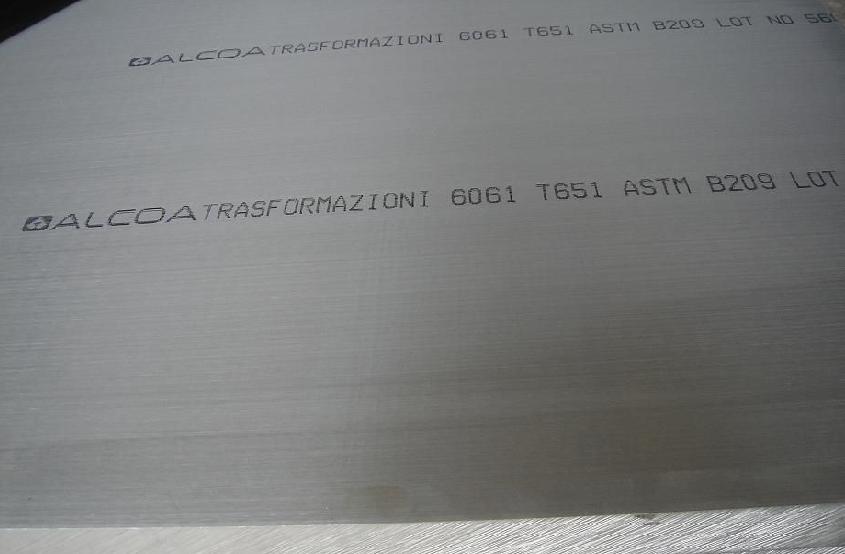 ALCOA TRASFORMAZIONI 6061 T651 ASTM B209 LOT NO
ALCOA TRASFORMAZIONI 6061 T651 ASTM B209 LOT